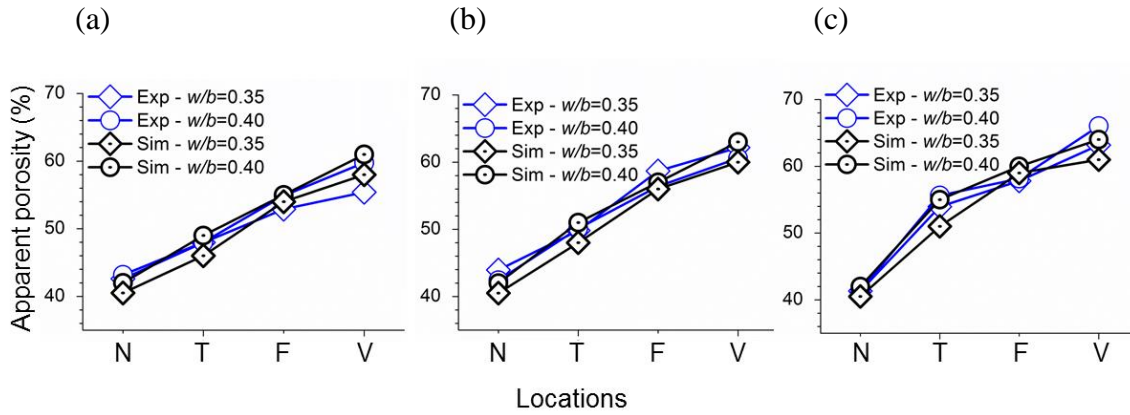 (a)
(b)
(c)
Apparent porosity (%)
70
60
50
40
Exp - w/b=0.35
Exp - w/b=0.40
Sim - w/b=0.35
Sim - w/b=0.40
N T F V
70
60
50
40
Exp - w/b=0.35
Exp - w/b=0.40
Sim - w/b=0.35
Sim - w/b=0.40
N T F V
70
60
50
40
Exp - w/b=0.35
Exp - w/b=0.40
Sim - w/b=0.35
Sim - w/b=0.40
N T F V
Locations